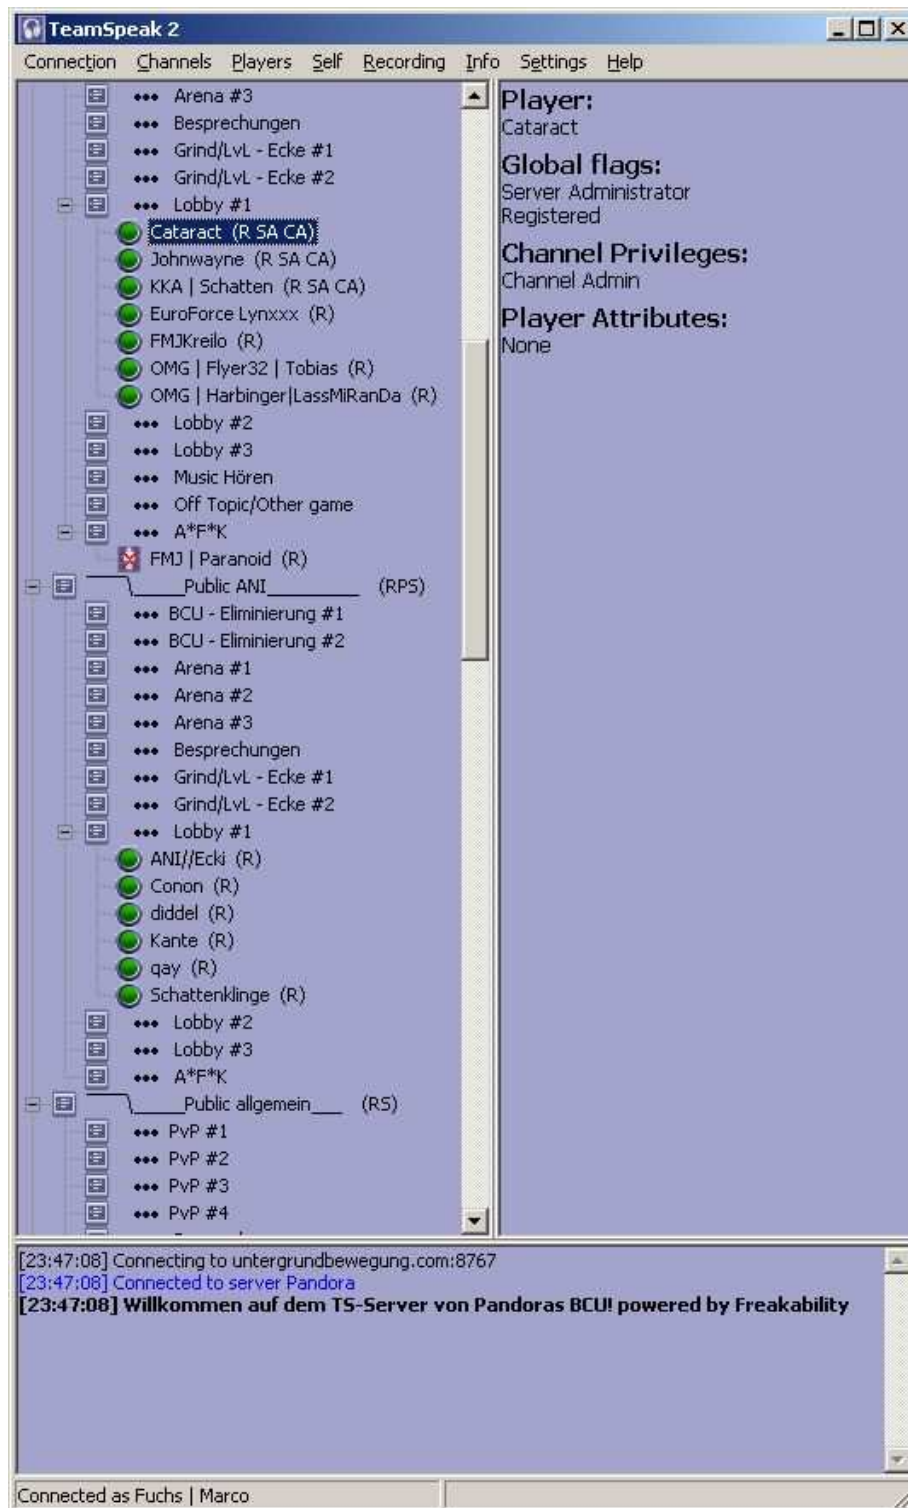 TeamSpeak 2
Connection Channels Players Self Recording Info Settings Help
••• Arena #3
••• Besprechungen
••• Grind/LvL - Ecke #1
••• Grind/LvL - Ecke #2
••• Lobby #1
Cataract (R SA CA)
Johnwayne (R SA CA)
KKA | Schatten (R SA CA)
EuroForce Lynxxx (R)
FMJKreilo (R)
OMG | Flyer32 | Tobias (R)
OMG | Harbinger|LassMiRanDa (R)
••• Lobby #2
••• Lobby #3
••• Music Hören
••• Off Topic/Other game
••• A*F*K
FMJ | Paranoid (R)
¯¯¯\_____Public ANI__________ (RPS)
••• BCU - Eliminierung #1
••• BCU - Eliminierung #2
••• Arena #1
••• Arena #2
••• Arena #3
••• Besprechungen
••• Grind/LvL - Ecke #1
••• Grind/LvL - Ecke #2
••• Lobby #1
ANI//Ecki (R)
Conon (R)
diddel (R)
Kante (R)
qay (R)
Schattenklinge (R)
••• Lobby #2
••• Lobby #3
••• A*F*K
¯¯¯\_____Public allgemein___ (RS)
••• PvP #1
••• PvP #2
••• PvP #3
••• PvP #4
Player:
Cataract
Global flags:
Server Administrator
Registered
Channel Privileges:
Channel Admin
Player Attributes:
None
[23:47:08] Connecting to untergrundbewegung.com:8767
[23:47:08] Connected to server Pandora
[23:47:08] Willkommen auf dem TS-Server von Pandoras BCU! powered by Freakability
Connected as Fuchs | Marco